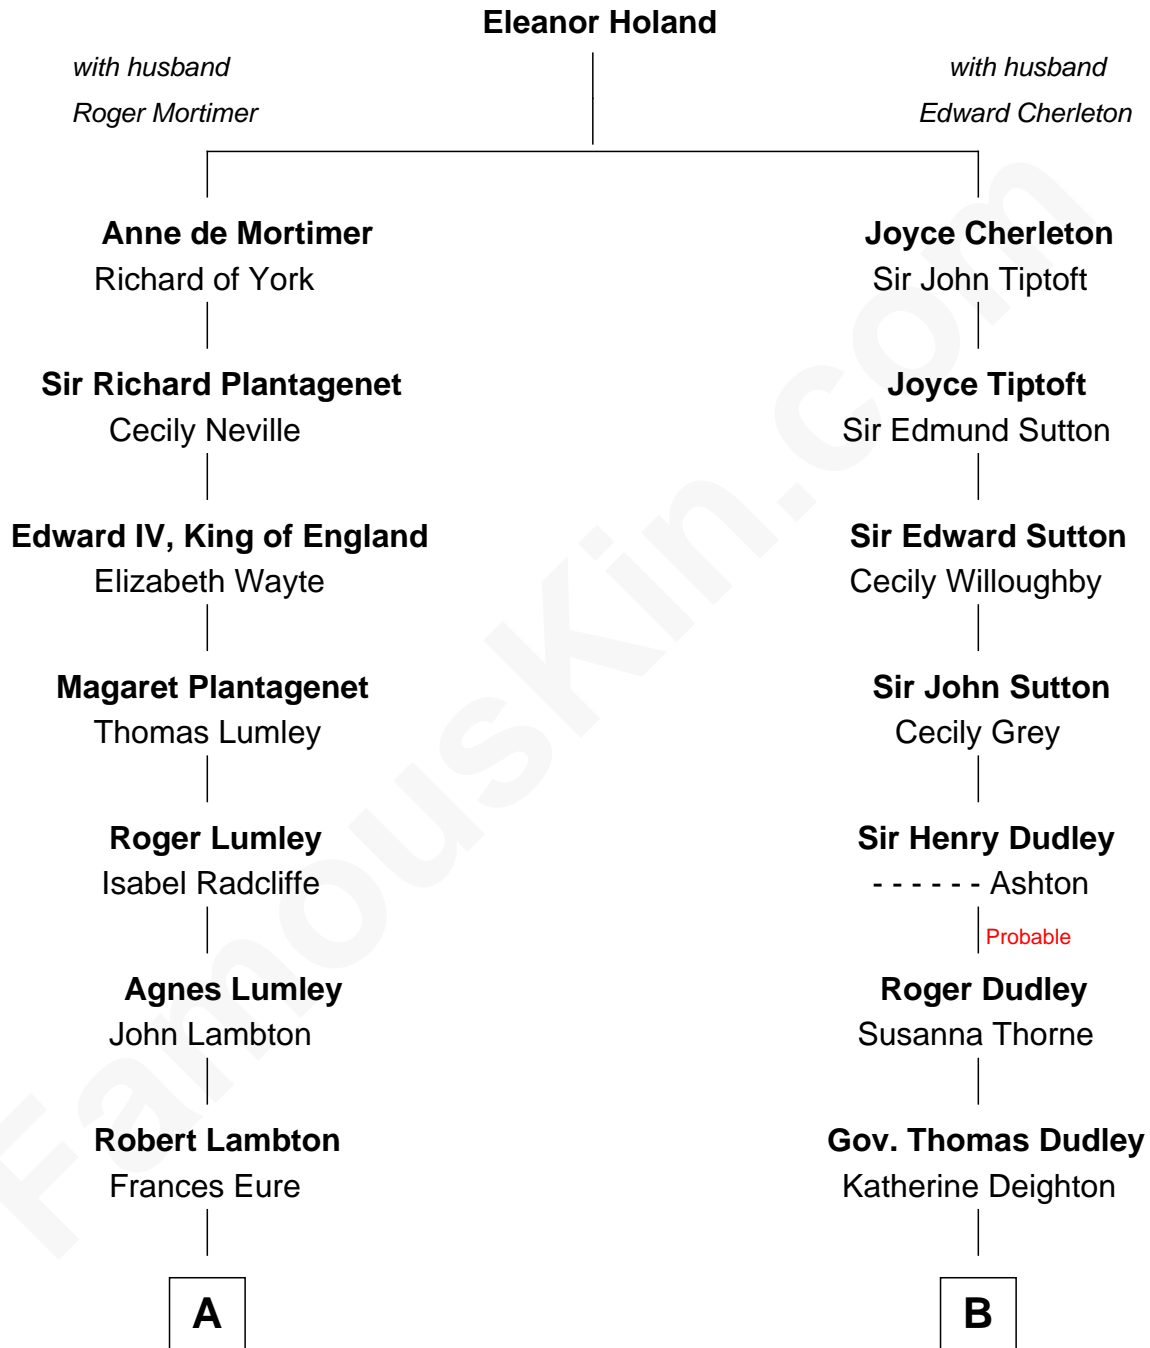 Eleanor Holand
with husband
Roger Mortimer
with husband
Edward Cherleton
Anne de Mortimer
Richard of York
Joyce Cherleton
Sir John Tiptoft
Sir Richard Plantagenet
Cecily Neville
Joyce Tiptoft
Sir Edmund Sutton
Edward IV, King of England
Elizabeth Wayte
Sir Edward Sutton
Cecily Willoughby
Magaret Plantagenet
Thomas Lumley
Sir John Sutton
Cecily Grey
Roger Lumley
Isabel Radcliffe
Sir Henry Dudley
- - - - - - Ashton
Probable
Agnes Lumley
John Lambton
Roger Dudley
Susanna Thorne
Robert Lambton
Frances Eure
Gov. Thomas Dudley
Katherine Deighton
A
B
FamousKin.com